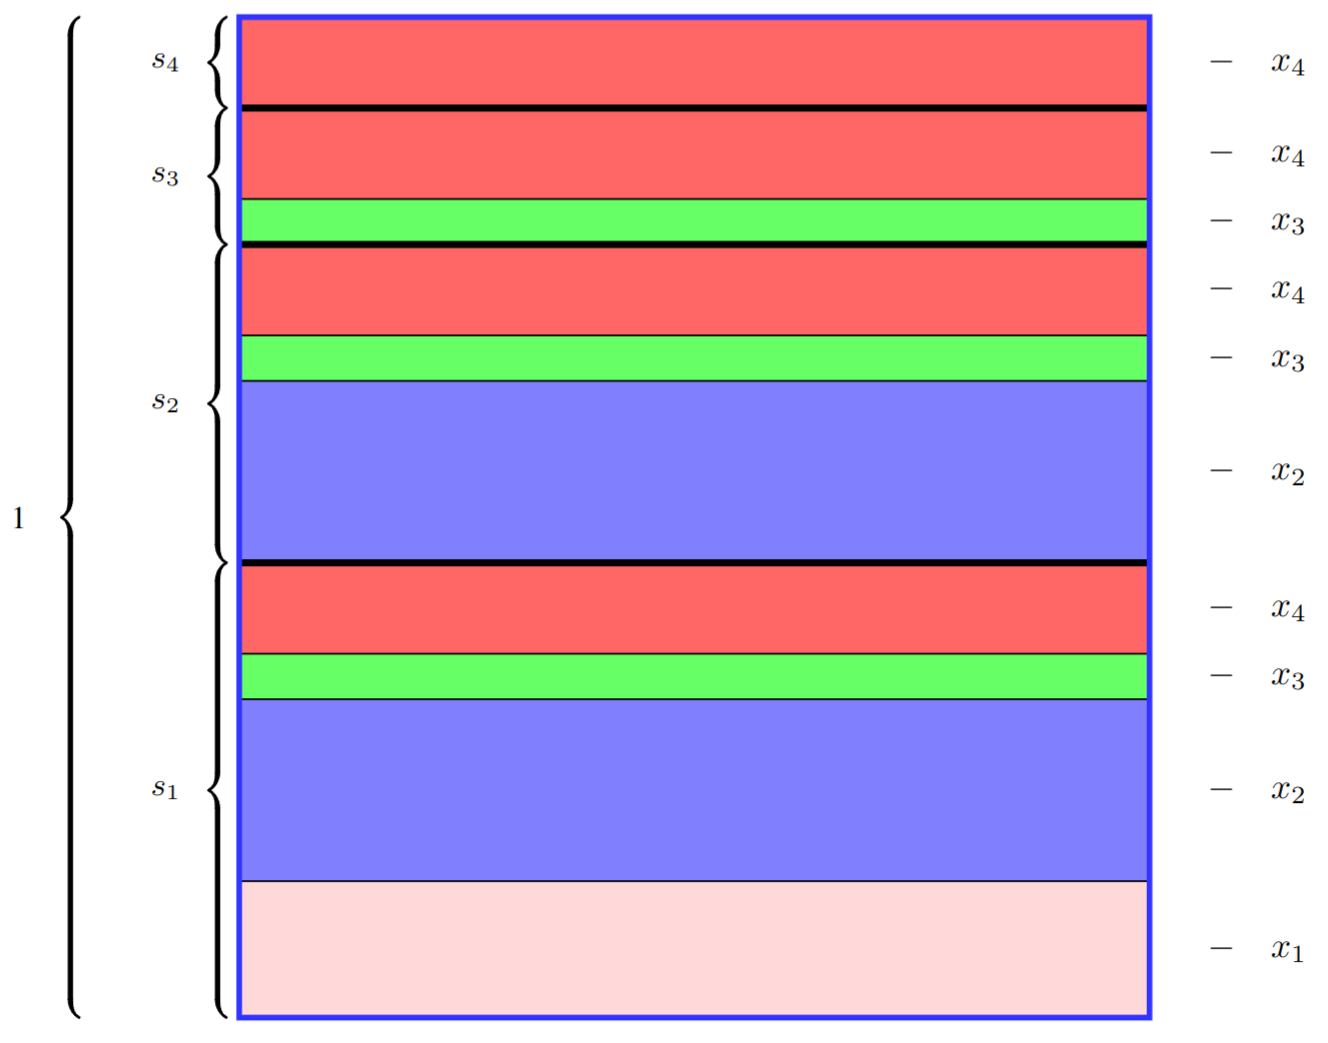 s₄
x₄
s₃
x₄
x₃
x₄
x₃
s₂
x₂
1
x₄
x₃
s₁
x₂
x₁